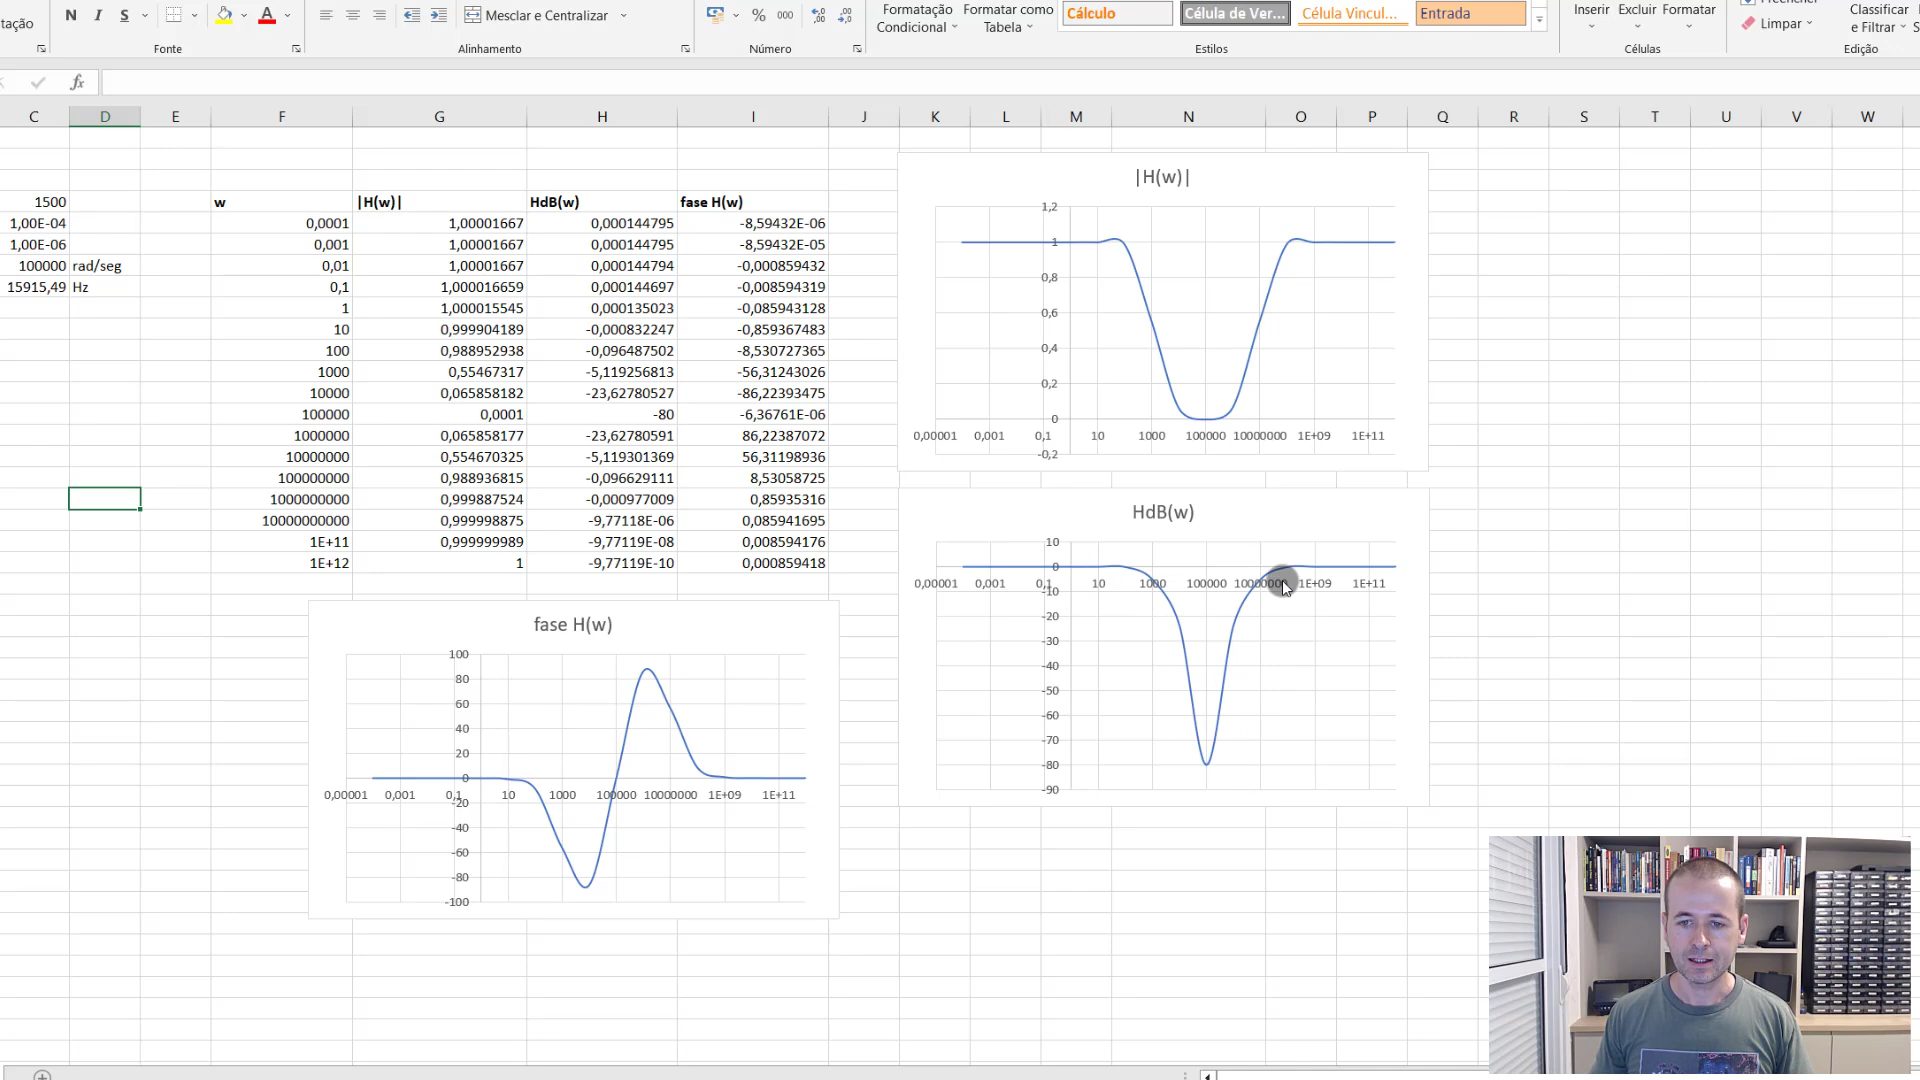 tação
N I S A
Mesclar e Centralizar
% 000
Formatação
Condicional
Formatar como
Tabela
Cálculo
Célula de Ver...
Célula Vincul...
Entrada
Inserir
Excluir
Formatar
Limpar
Classificar
e Filtrar
Fonte
Alinhamento
Número
Estilos
Células
Edição
fx
C D E F G H I J K L M N O P Q R S T U V W
1500 w |H(w)| HdB(w) fase H(w)
1,00E-04 0,0001 1,00001667 0,000144795 -8,59432E-06
1,00E-06 0,001 1,00001667 0,000144795 -8,59432E-05
100000 rad/seg 0,01 1,00001667 0,000144794 -0,000859432
15915,49 Hz 0,1 1,000016659 0,000144697 -0,008594319
1 1,000015545 0,000135023 -0,085943128
10 0,999904189 -0,000832247 -0,859367483
100 0,988952938 -0,096487502 -8,530727365
1000 0,55467317 -5,119256813 -56,31243026
10000 0,065858182 -23,62780527 -86,22393475
100000 0,0001 -80 -6,36761E-06
1000000 0,065858177 -23,62780591 86,22387072
10000000 0,554670325 -5,119301369 56,31198936
100000000 0,988936815 -0,096629111 8,53058725
1000000000 0,999887524 -0,000977009 0,85935316
10000000000 0,999998875 -9,77118E-06 0,085941695
1E+11 0,999999989 -9,77119E-08 0,008594176
1E+12 1 -9,77119E-10 0,000859418
|H(w)|
1,2
1
0,8
0,6
0,4
0,2
0
0,00001 0,001 0,1 10 1000 100000 10000000 1E+09 1E+11
-0,2
HdB(w)
10
0
0,00001 0,001 0,1 10 1000 100000 1E+09 1E+11
-10
-20
-30
-40
-50
-60
-70
-80
-90
fase H(w)
100
80
60
40
20
0
0,00001 0,001 0,1 10 1000 100000 10000000 1E+09 1E+11
-20
-40
-60
-80
-100